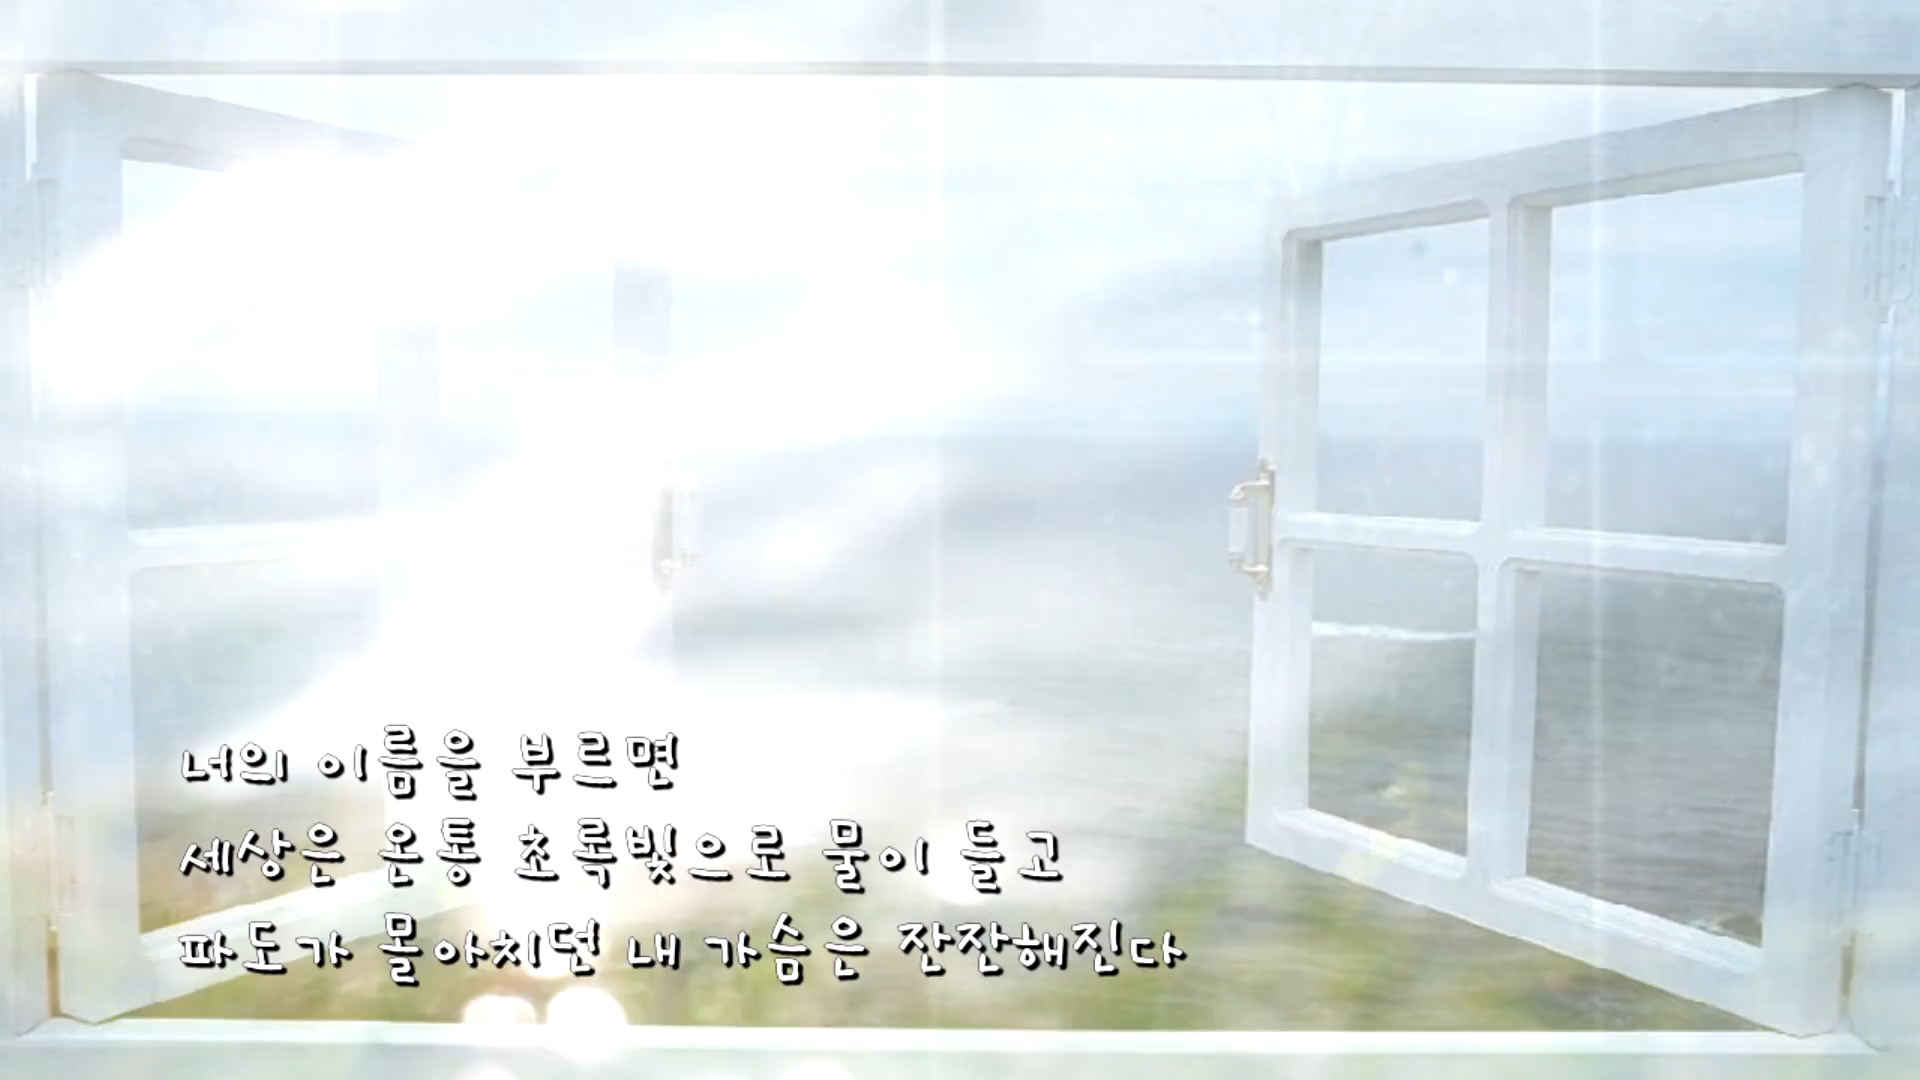 너의 이름을 부르면
세상은 온통 초록빛으로 물이 들고
파도가 몰아치던 내 가슴은 잔잔해진다